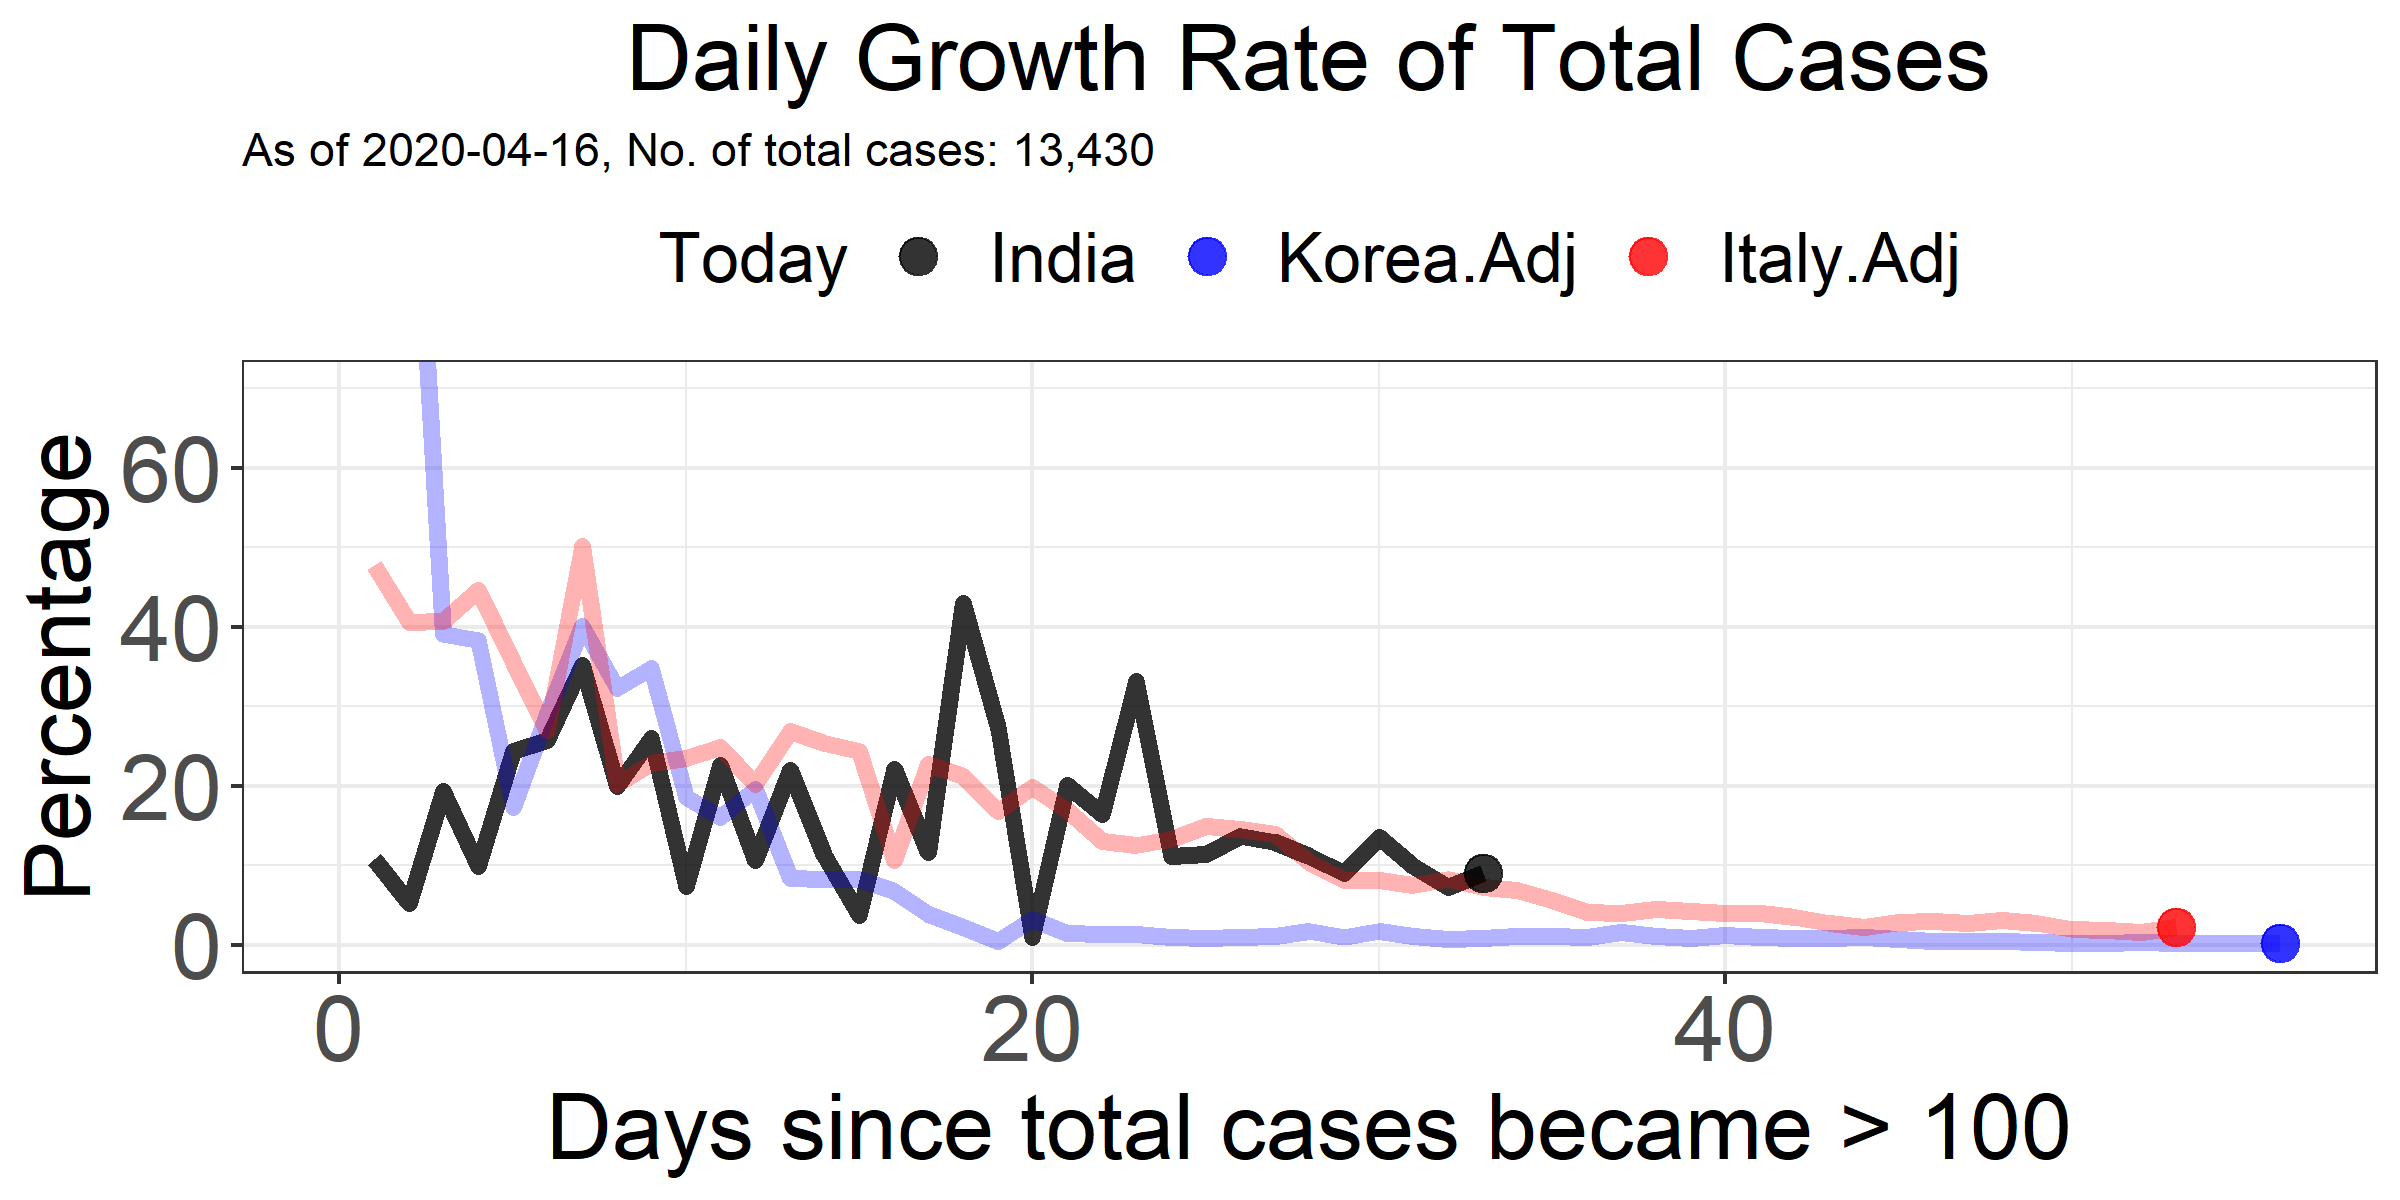 Daily Growth Rate of Total Cases
As of 2020-04-16, No. of total cases: 13,430
Today India Korea.Adj Italy.Adj
Percentage
60
40
20
0
0 20 40
Days since total cases became > 100